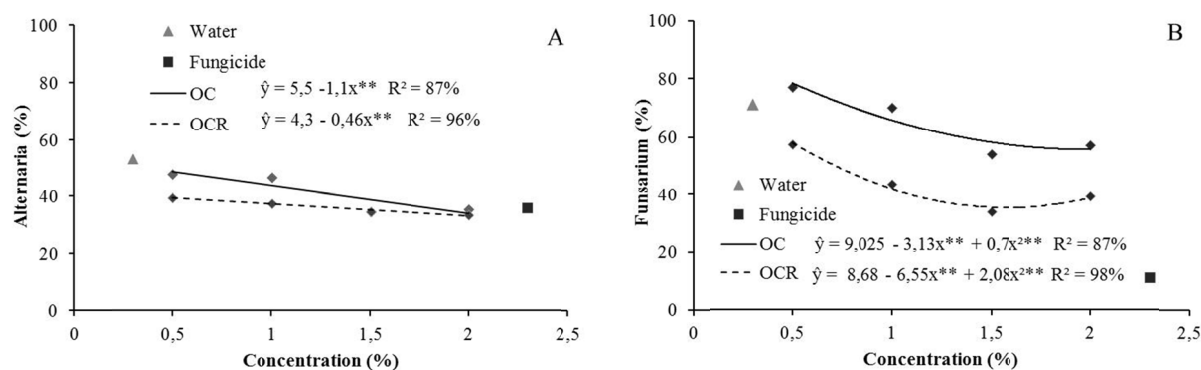 A
100
80
60
40
20
0
Alternaria (%)
Water
Fungicide
OC ŷ = 5,5 -1,1x** R² = 87%
OCR ŷ = 4,3 - 0,46x** R² = 96%
0 0,5 1 1,5 2 2,5
Concentration (%)
B
100
80
60
40
20
0
Funsarium (%)
Water
Fungicide
OC ŷ = 9,025 - 3,13x** + 0,7x²** R² = 87%
OCR ŷ = 8,68 - 6,55x** + 2,08x²** R² = 98%
0 0,5 1 1,5 2 2,5
Concentration (%)